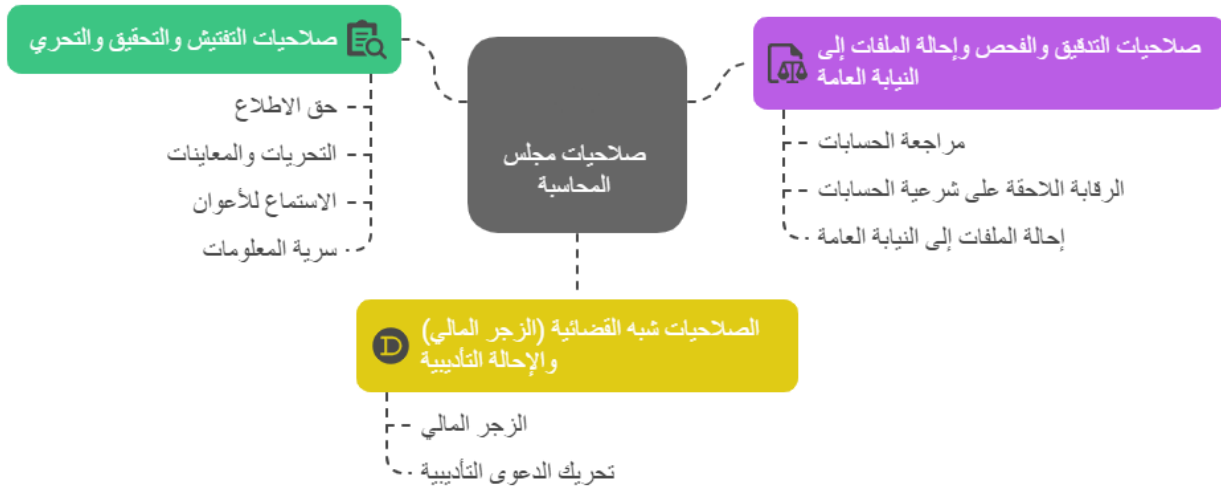 صلاحيات مجلس
المحاسبة
صلاحيات التدقيق والفحص وإحالة الملفات إلى
النيابة العامة
مراجعة الحسابات
الرقابة اللاحقة على شرعية الحسابات
إحالة الملفات إلى النيابة العامة
صلاحيات التفتيش والتحقيق والتحري
حق الاطلاع
التحريات والمعاينات
الاستماع للأعوان
سرية المعلومات
الصلاحيات شبه القضائية (الزجر المالي)
والإحالة التأديبية
D
الزجر المالي
تحريك الدعوى التأديبية